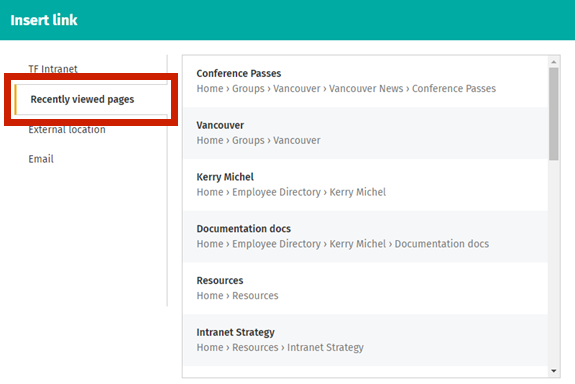 Insert link
TF Intranet
Recently viewed pages
External location
Email
Conference Passes
Home › Groups › Vancouver › Vancouver News › Conference Passes
Vancouver
Home › Groups › Vancouver
Kerry Michel
Home › Employee Directory › Kerry Michel
Documentation docs
Home › Employee Directory › Kerry Michel › Documentation docs
Resources
Home › Resources
Intranet Strategy
Home › Resources › Intranet Strategy